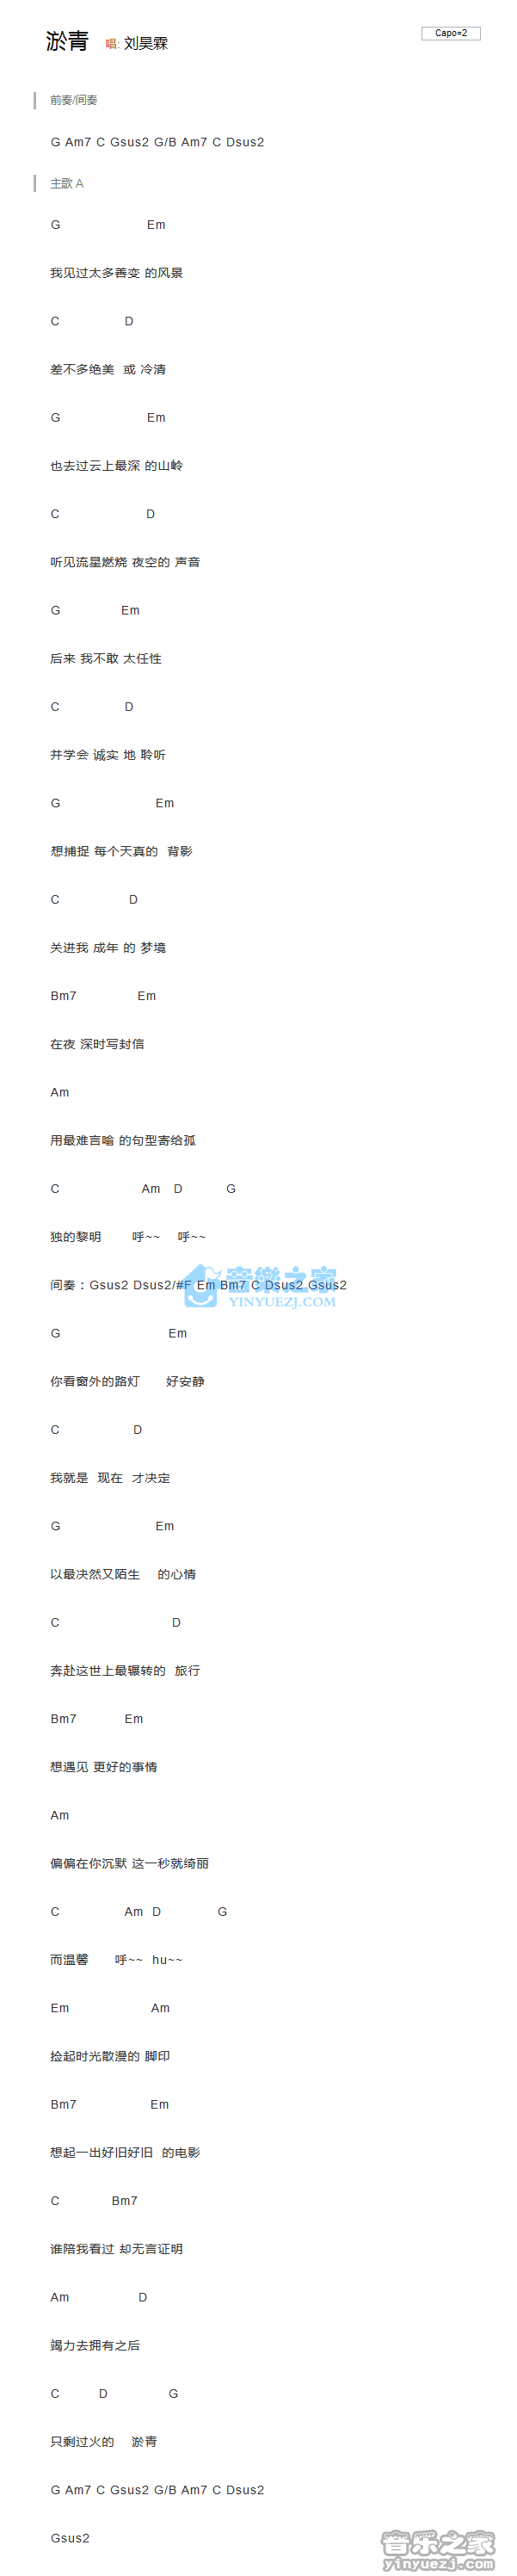 淤青 唱: 刘昊霖
Capo=2
前奏/间奏
G Am7 C Gsus2 G/B Am7 C Dsus2
主歌 A
G Em
我见过太多善变 的风景
C D
差不多绝美 或 冷清
G Em
也去过云上最深 的山岭
C D
听见流星燃烧 夜空的 声音
G Em
后来 我不敢 太任性
C D
并学会 诚实 地 聆听
G Em
想捕捉 每个天真的 背影
C D
关进我 成年 的 梦境
Bm7 Em
在夜 深时写封信
Am
用最难言喻 的句型寄给孤
C Am D G
独的黎明 呼~~ 呼~~
间奏：Gsus2 Dsus2/#F Em Bm7 C Dsus2 Gsus2
音樂之家
YINYUEZJ.COM
G Em
你看窗外的路灯 好安静
C D
我就是 现在 才决定
G Em
以最决然又陌生 的心情
C D
奔赴这世上最辗转的 旅行
Bm7 Em
想遇见 更好的事情
Am
偏偏在你沉默 这一秒就绮丽
C Am D G
而温馨 呼~~ hu~~
Em Am
捡起时光散漫的 脚印
Bm7 Em
想起一出好旧好旧 的电影
C Bm7
谁陪我看过 却无言证明
Am D
竭力去拥有之后
C D G
只剩过火的 淤青
G Am7 C Gsus2 G/B Am7 C Dsus2
Gsus2
音乐之家
yinyuezj.com